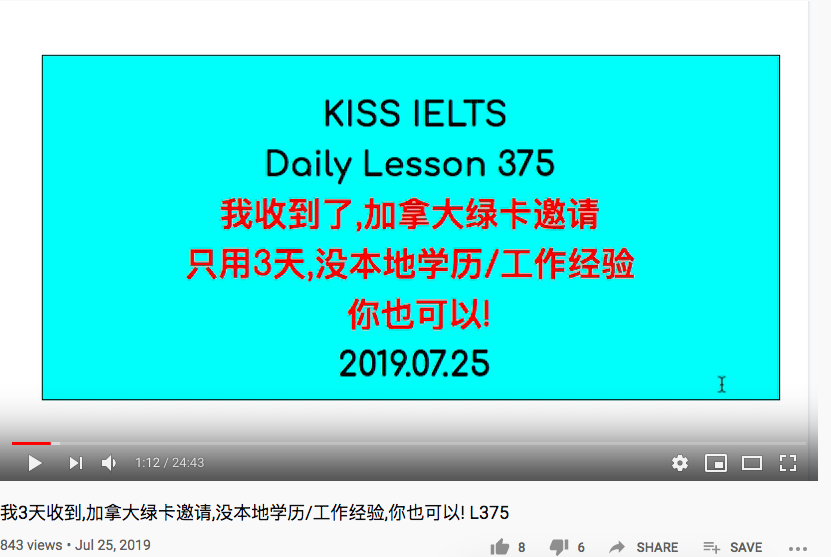 KISS IELTS
Daily Lesson 375
我收到了,加拿大绿卡邀请
只用3天,没本地学历/工作经验
你也可以!
2019.07.25
1:12 / 24:43
我3天收到,加拿大绿卡邀请,没本地学历/工作经验,你也可以! L375
843 views • Jul 25, 2019
8 6 SHARE SAVE